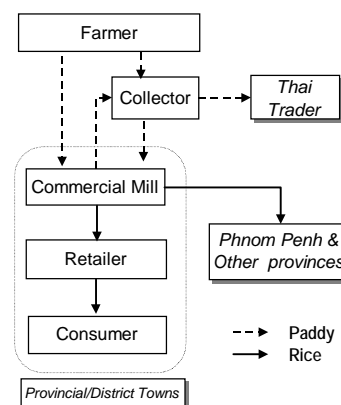 Farmer
Collector
Thai
Trader
Commercial Mill
Phnom Penh &
Other provinces
Retailer
Consumer
Paddy
Rice
Provincial/District Towns